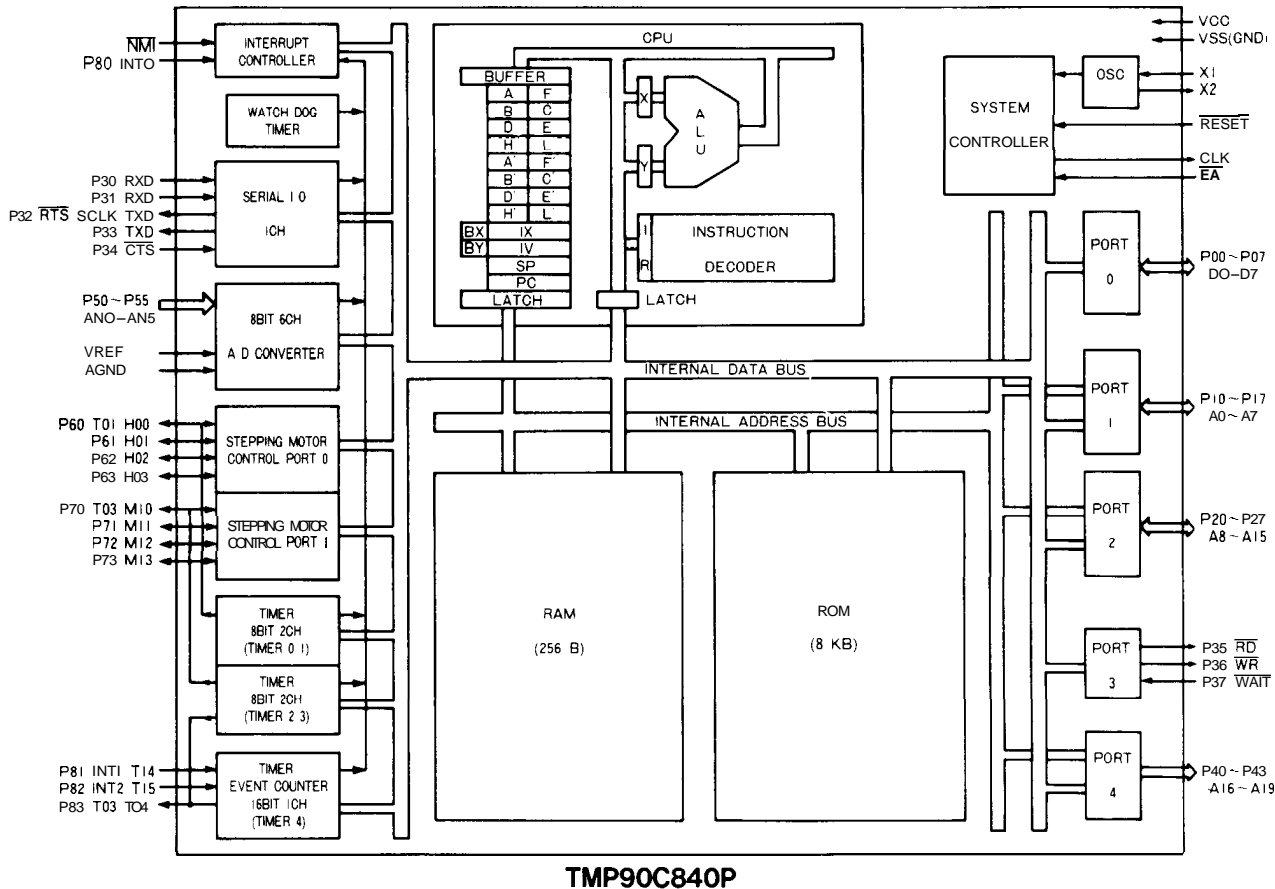 NMI
P80 INTO
INTERRUPT
CONTROLLER
WATCH DOG
TIMER
P30 RXD
P31 RXD
P32 RTS SCLK TXD
P33 TXD
P34 CTS
SERIAL I O
ICH
P50~P55
ANO-AN5
VREF
AGND
8BIT 6CH
A D CONVERTER
P60 T01 H00
P61 H01
P62 H02
P63 H03
STEPPING MOTOR
CONTROL PORT 0
P70 T03 M10
P71 M11
P72 M12
P73 M13
STEPPING MOTOR
CONTROL PORT 1
TIMER
8BIT 2CH
(TIMER 0 1)
TIMER
8BIT 2CH
(TIMER 2 3)
P81 INT1 T14
P82 INT2 T15
P83 T03 TO4
TIMER
EVENT COUNTER
16BIT 1CH
(TIMER 4)
CPU
BUFFER
A F
B C
D E
H L
A' F'
B' C'
D' E'
H' L'
BX IX
BY IV
SP
PC
LATCH
X
Y
A
L
U
I
R
INSTRUCTION
DECODER
LATCH
INTERNAL DATA BUS
INTERNAL ADDRESS BUS
RAM
(256 B)
ROM
(8 KB)
SYSTEM
CONTROLLER
OSC
VCC
VSS(GND)
X1
X2
RESET
CLK
EA
PORT
0
P00~P07
DO-D7
PORT
1
P10~P17
A0~A7
PORT
2
P20~P27
A8~A15
PORT
3
P35 RD
P36 WR
P37 WAIT
PORT
4
P40~P43
A16~A19
TMP90C840P